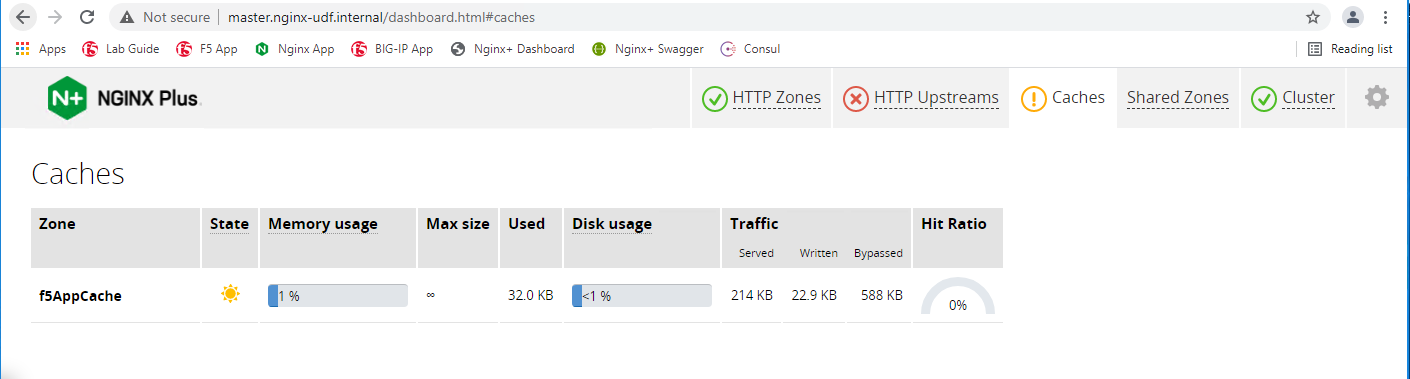 Not secure | master.nginx-udf.internal/dashboard.html#caches
Apps Lab Guide F5 App Nginx App BIG-IP App Nginx+ Dashboard Nginx+ Swagger Consul Reading list
N+ NGINX Plus HTTP Zones HTTP Upstreams Caches Shared Zones Cluster
Caches
Zone State Memory usage Max size Used Disk usage Traffic Hit Ratio
Served Written Bypassed
f5AppCache 1 % ∞ 32.0 KB <1 % 214 KB 22.9 KB 588 KB 0%